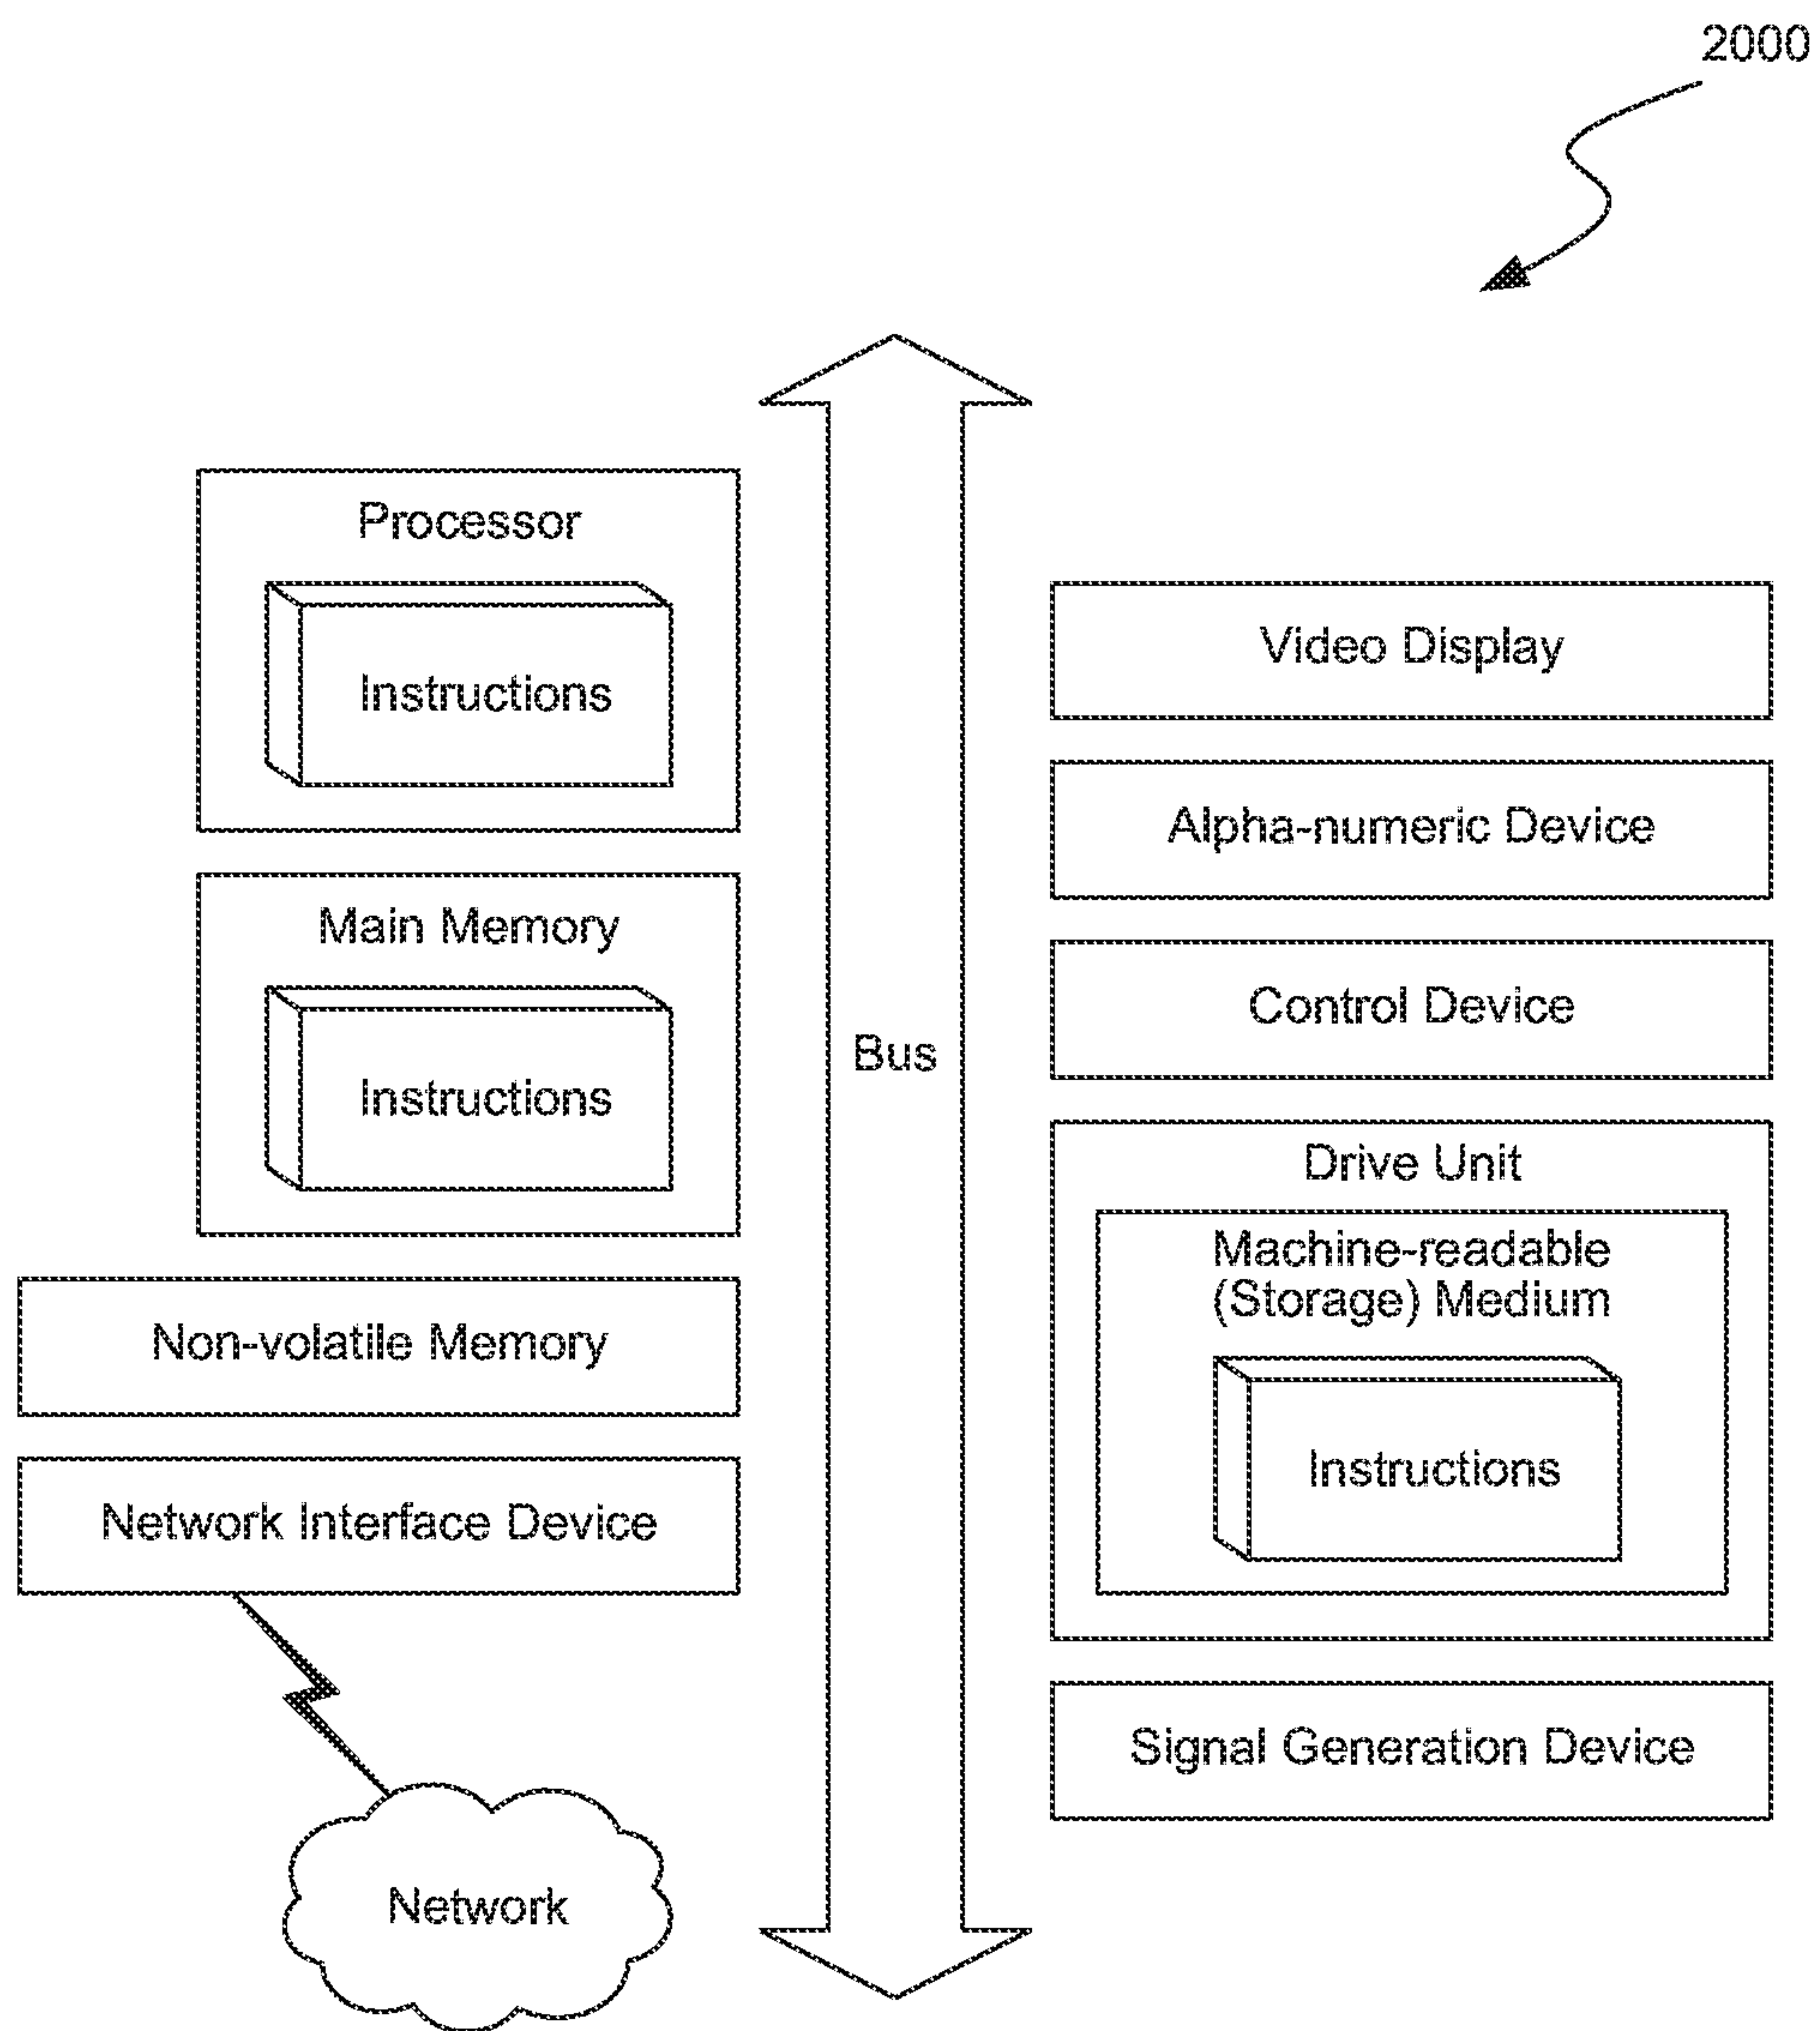 2000
Processor
Instructions
Main Memory
Instructions
Non-volatile Memory
Network Interface Device
Network
Bus
Video Display
Alpha-numeric Device
Control Device
Drive Unit
Machine-readable
(Storage) Medium
Instructions
Signal Generation Device